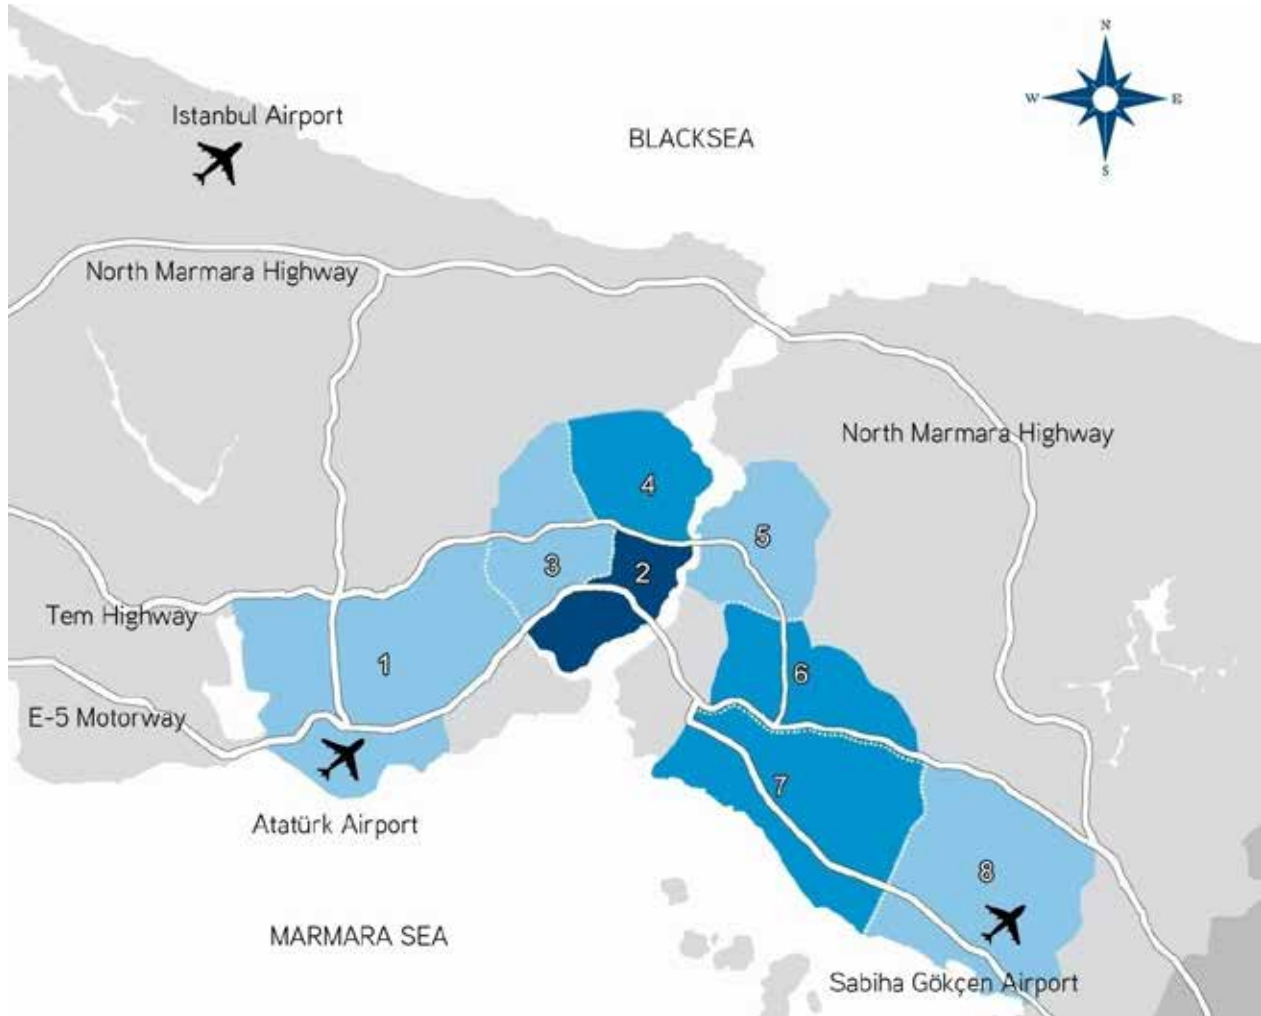 N
W E
S
Istanbul Airport
BLACKSEA
North Marmara Highway
North Marmara Highway
4
5
3
2
Tem Highway
1
6
E-5 Motorway
7
Atatürk Airport
8
MARMARA SEA
Sabiha Gökçen Airport